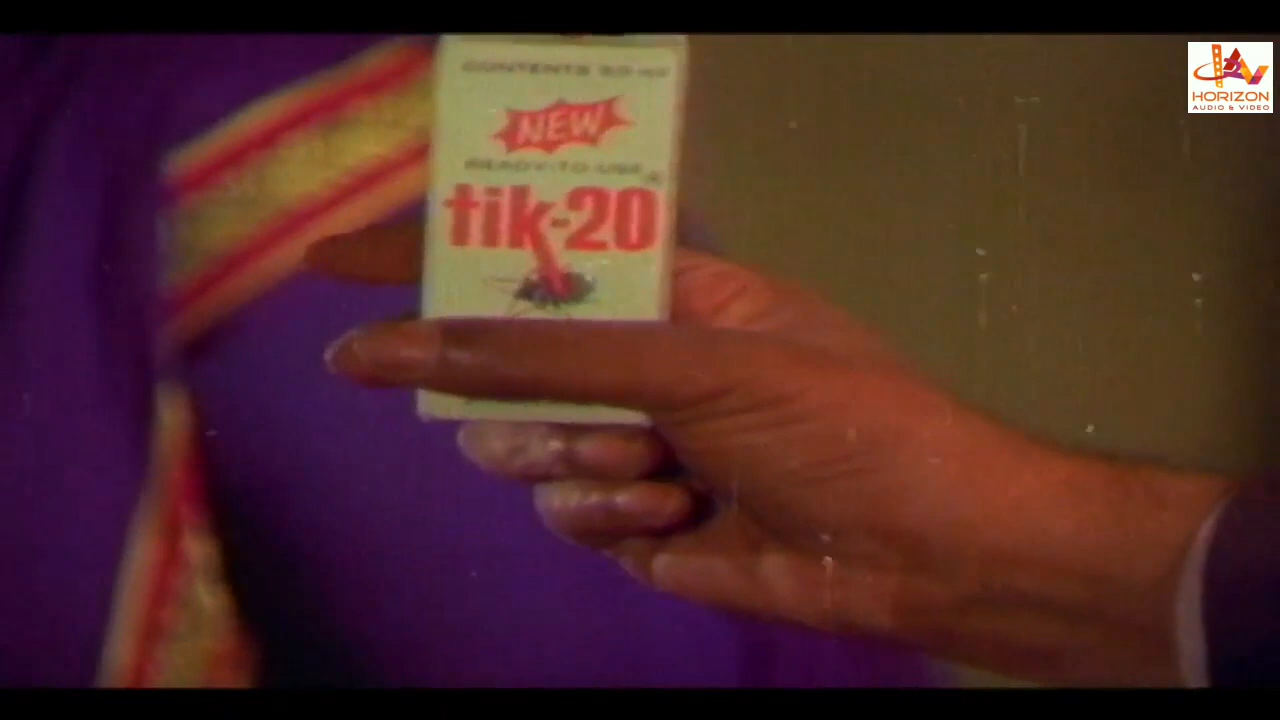 CONTENTS 50 ml
NEW
READY-TO-USE
tik-20
HORIZON
AUDIO & VIDEO